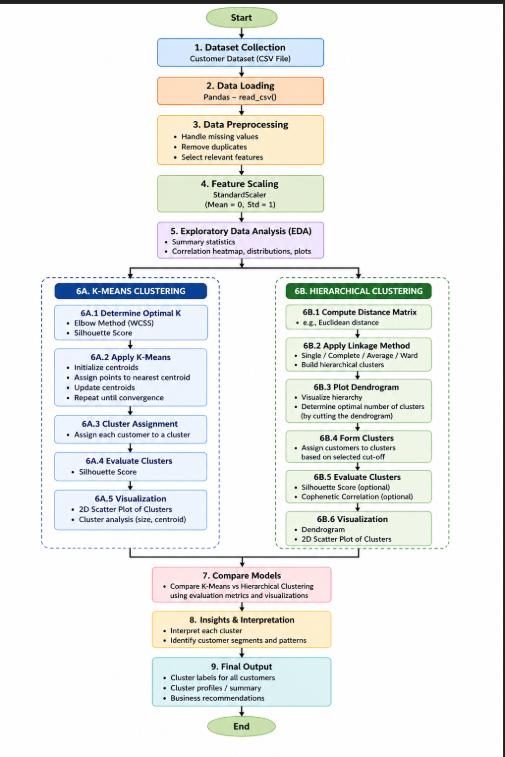 Start
1. Dataset Collection
Customer Dataset (CSV File)
2. Data Loading
Pandas – read_csv()
3. Data Preprocessing
• Handle missing values
• Remove duplicates
• Select relevant features
4. Feature Scaling
StandardScaler
(Mean = 0, Std = 1)
5. Exploratory Data Analysis (EDA)
• Summary statistics
• Correlation heatmap, distributions, plots
6A. K-MEANS CLUSTERING
6A.1 Determine Optimal K
• Elbow Method (WCSS)
• Silhouette Score
6A.2 Apply K-Means
• Initialize centroids
• Assign points to nearest centroid
• Update centroids
• Repeat until convergence
6A.3 Cluster Assignment
• Assign each customer to a cluster
6A.4 Evaluate Clusters
• Silhouette Score
6A.5 Visualization
• 2D Scatter Plot of Clusters
• Cluster analysis (size, centroid)
6B. HIERARCHICAL CLUSTERING
6B.1 Compute Distance Matrix
• e.g., Euclidean distance
6B.2 Apply Linkage Method
• Single / Complete / Average / Ward
• Build hierarchical clusters
6B.3 Plot Dendrogram
• Visualize hierarchy
• Determine optimal number of clusters
(by cutting the dendrogram)
6B.4 Form Clusters
• Assign customers to clusters
based on selected cut-off
6B.5 Evaluate Clusters
• Silhouette Score (optional)
• Cophenetic Correlation (optional)
6B.6 Visualization
• Dendrogram
• 2D Scatter Plot of Clusters
7. Compare Models
• Compare K-Means vs Hierarchical Clustering
using evaluation metrics and visualizations
8. Insights & Interpretation
• Interpret each cluster
• Identify customer segments and patterns
9. Final Output
• Cluster labels for all customers
• Cluster profiles / summary
• Business recommendations
End